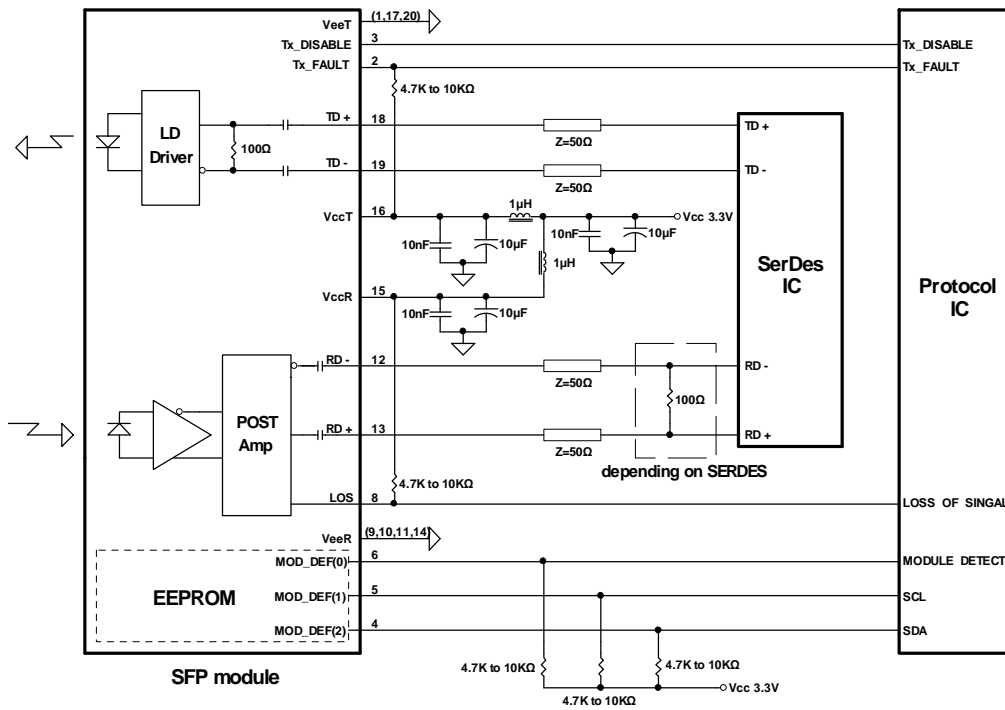 VeeT (1,17,20)
Tx_DISABLE 3 Tx_DISABLE
Tx_FAULT 2 Tx_FAULT
4.7K to 10KΩ
LD
Driver
100Ω
TD + 18 TD +
Z=50Ω
TD - 19 TD -
Z=50Ω
1µH
VccT 16 Vcc 3.3V
10nF 10µF 10nF 10µF
1µH
SerDes
IC
Protocol
IC
VccR 15
10nF 10µF
RD - 12 RD -
Z=50Ω
100Ω
POST
Amp
RD + 13 RD +
Z=50Ω
depending on SERDES
4.7K to 10KΩ
LOS 8 LOSS OF SINGAL
VeeR (9,10,11,14)
MOD_DEF(0) 6 MODULE DETECT
EEPROM
MOD_DEF(1) 5 SCL
MOD_DEF(2) 4 SDA
4.7K to 10KΩ 4.7K to 10KΩ
SFP module
4.7K to 10KΩ
Vcc 3.3V